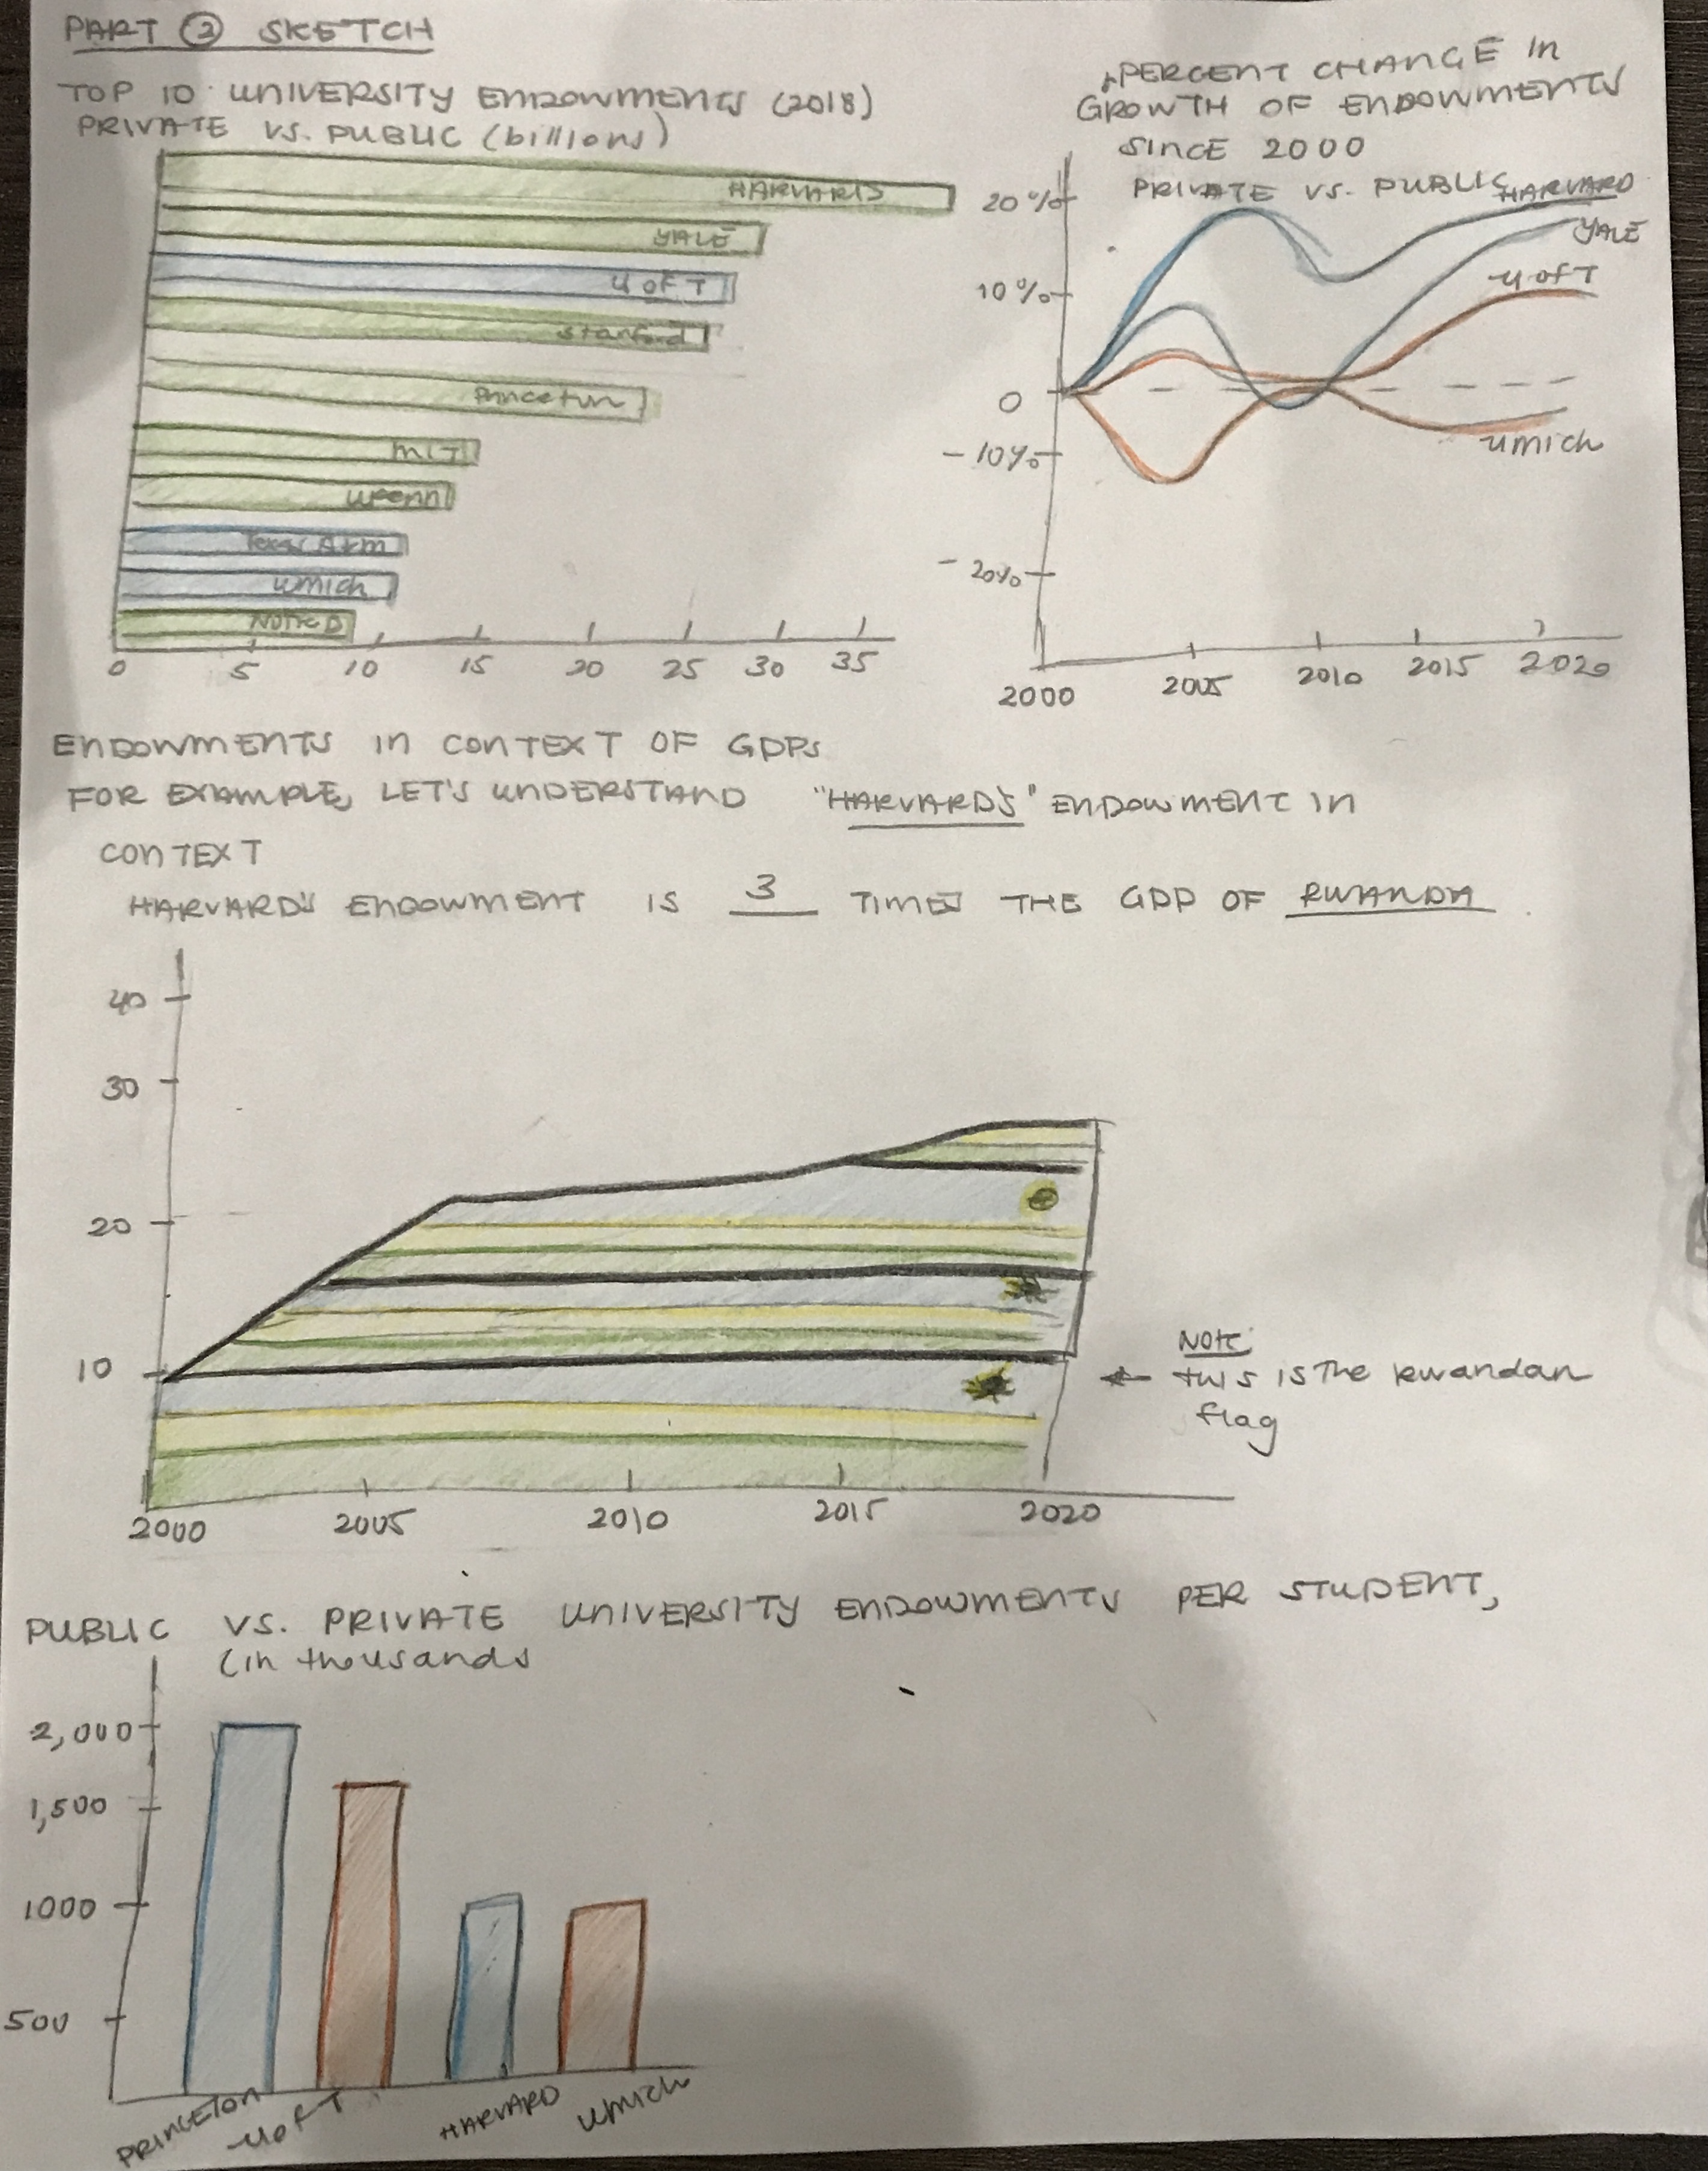 PART ② SKETCH
TOP 10 UNIVERSITY ENDOWMENTS (2018)
PRIVATE VS. PUBLIC (billions)
HARVARD
YALE
U OF T
Stanford
Princeton
MIT
UPenn
Texas A&M
UMich
Notre D
0 5 10 15 20 25 30 35
PERCENT CHANGE IN
GROWTH OF ENDOWMENTS
SINCE 2000
PRIVATE VS. PUBLIC
HARVARD
YALE
U OF T
UMich
20%
10%
0
-10%
-20%
2000 2005 2010 2015 2020
ENDOWMENTS IN CONTEXT OF GDPs
FOR EXAMPLE, LET'S UNDERSTAND "HARVARD'S" ENDOWMENT IN
CONTEXT
HARVARD'S ENDOWMENT IS 3 TIMES THE GDP OF RWANDA.
40
30
20
10
Note:
this is the rwandan
flag
2000 2005 2010 2015 2020
PUBLIC VS. PRIVATE UNIVERSITY ENDOWMENTS PER STUDENT,
(in thousands
2,000
1,500
1000
500
PRINCETON U OF T HARVARD UMich